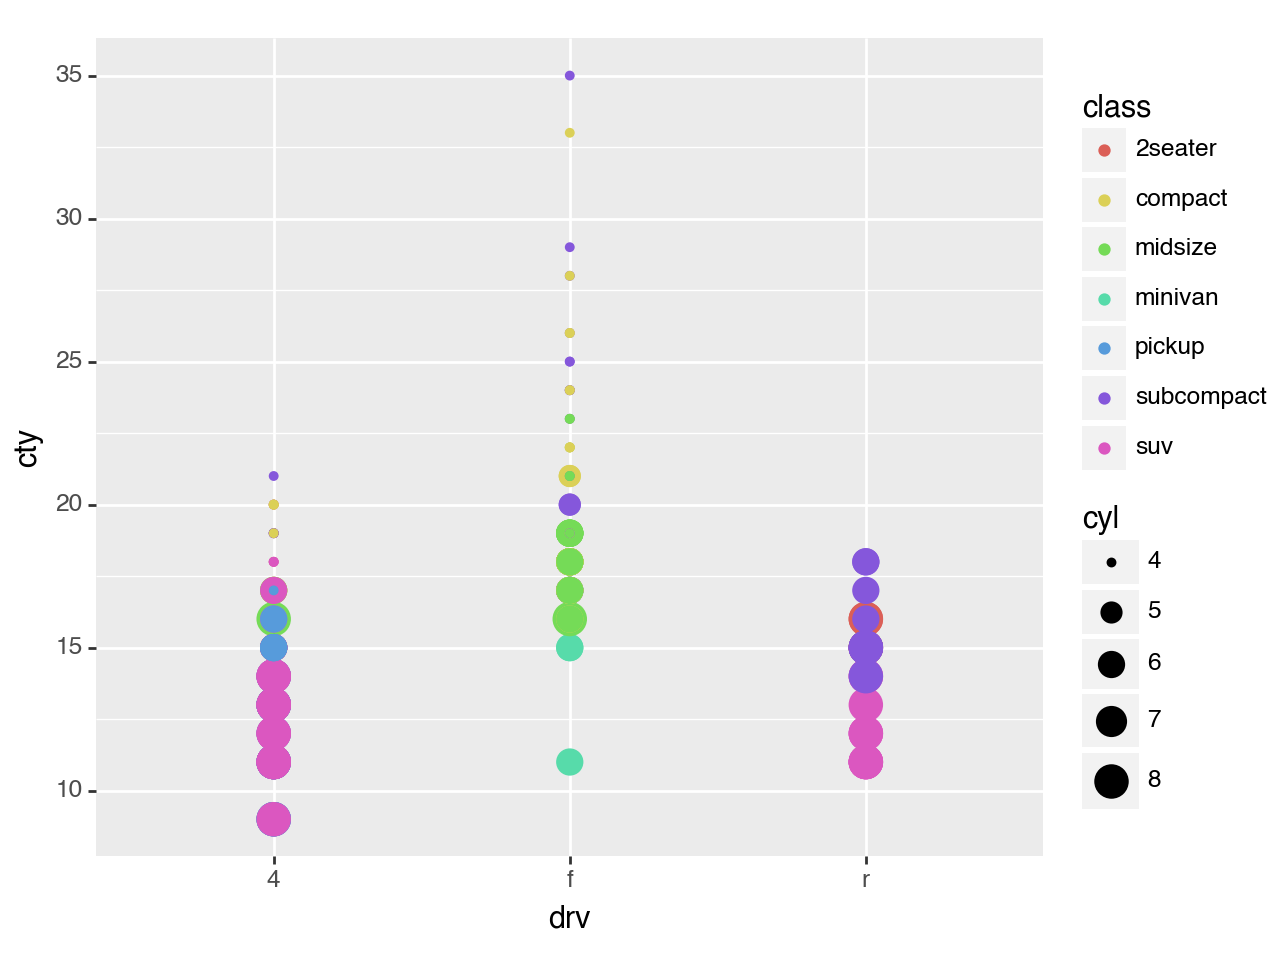 35
30
25
20
15
10
cty
4 f r
drv
class
2seater
compact
midsize
minivan
pickup
subcompact
suv
cyl
4
5
6
7
8